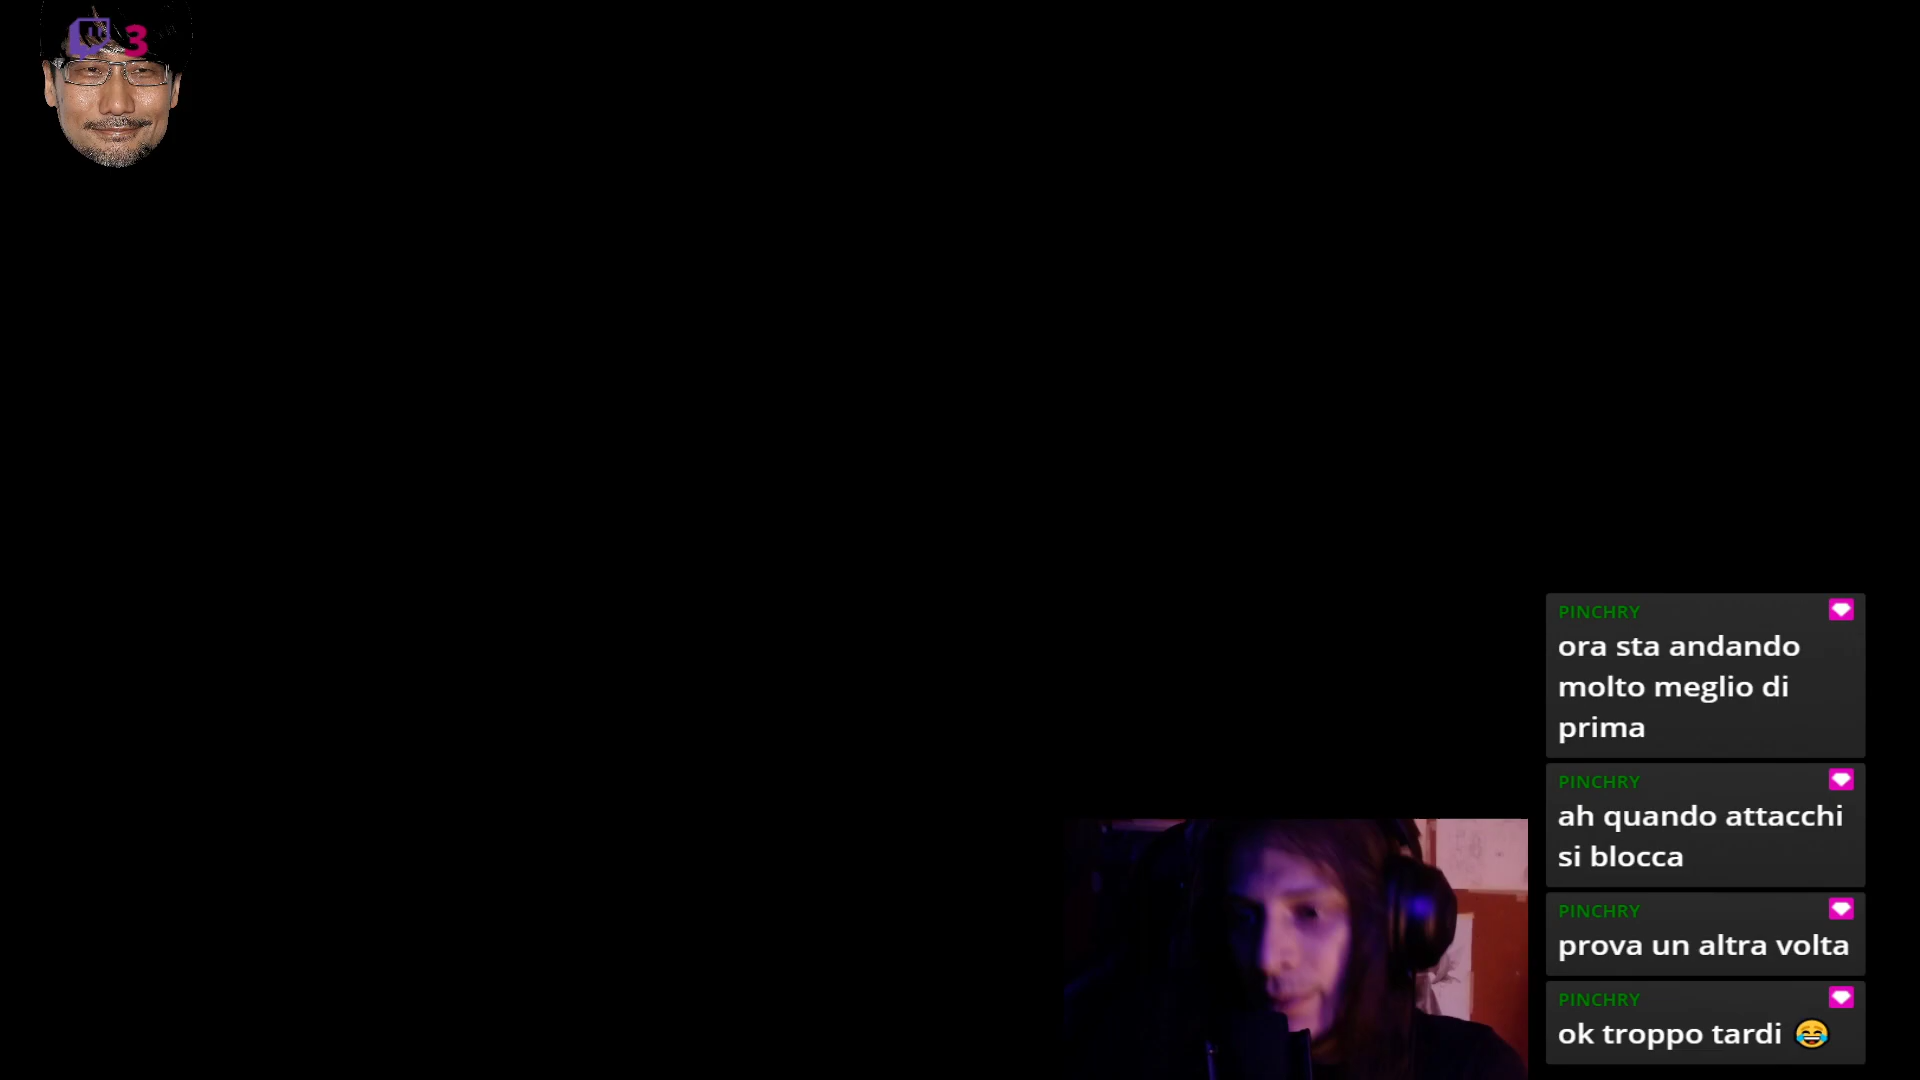 3
PINCHRY
ora sta andando
molto meglio di
prima
PINCHRY
ah quando attacchi
si blocca
PINCHRY
prova un altra volta
PINCHRY
ok troppo tardi 😂